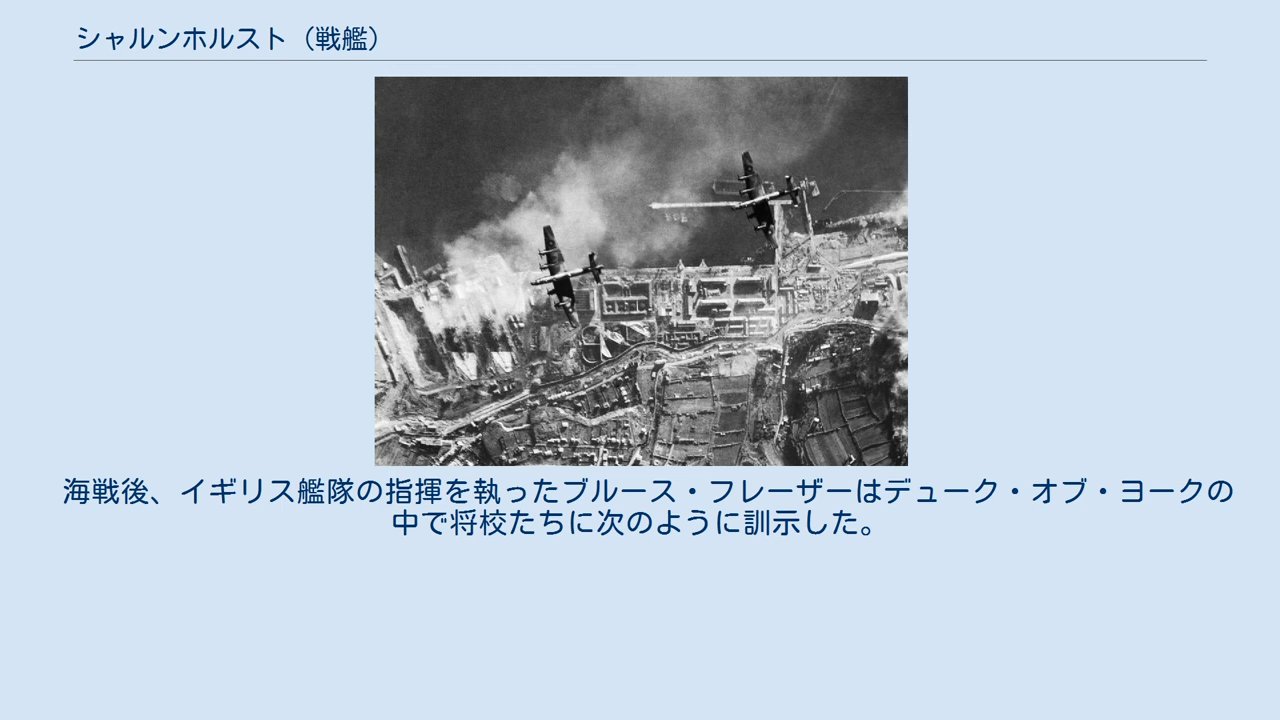 シャルンホルスト（戦艦）
海戦後、イギリス艦隊の指揮を執ったブルース・フレーザーはデューク・オブ・ヨークの
中で将校たちに次のように訓示した。